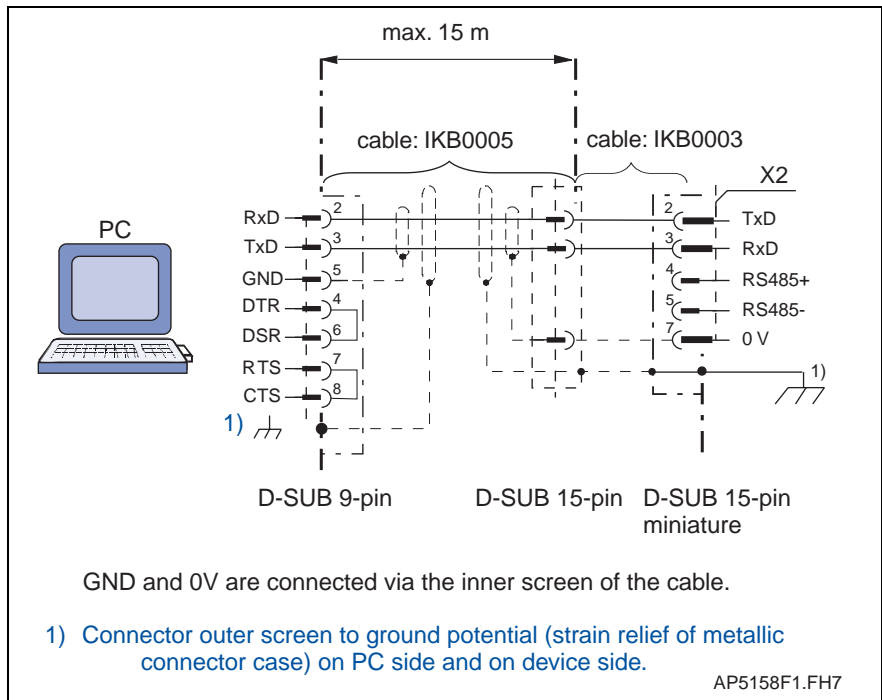 max. 15 m
cable: IKB0005
cable: IKB0003
X2
PC
RxD 2
2 TxD
TxD 3
3 RxD
GND 5
4 RS485+
DTR 4
5 RS485-
DSR 6
7 0 V
RTS 7
CTS 8
1)
1)
D-SUB 9-pin
D-SUB 15-pin
D-SUB 15-pin
miniature
GND and 0V are connected via the inner screen of the cable.
1) Connector outer screen to ground potential (strain relief of metallic
connector case) on PC side and on device side.
AP5158F1.FH7